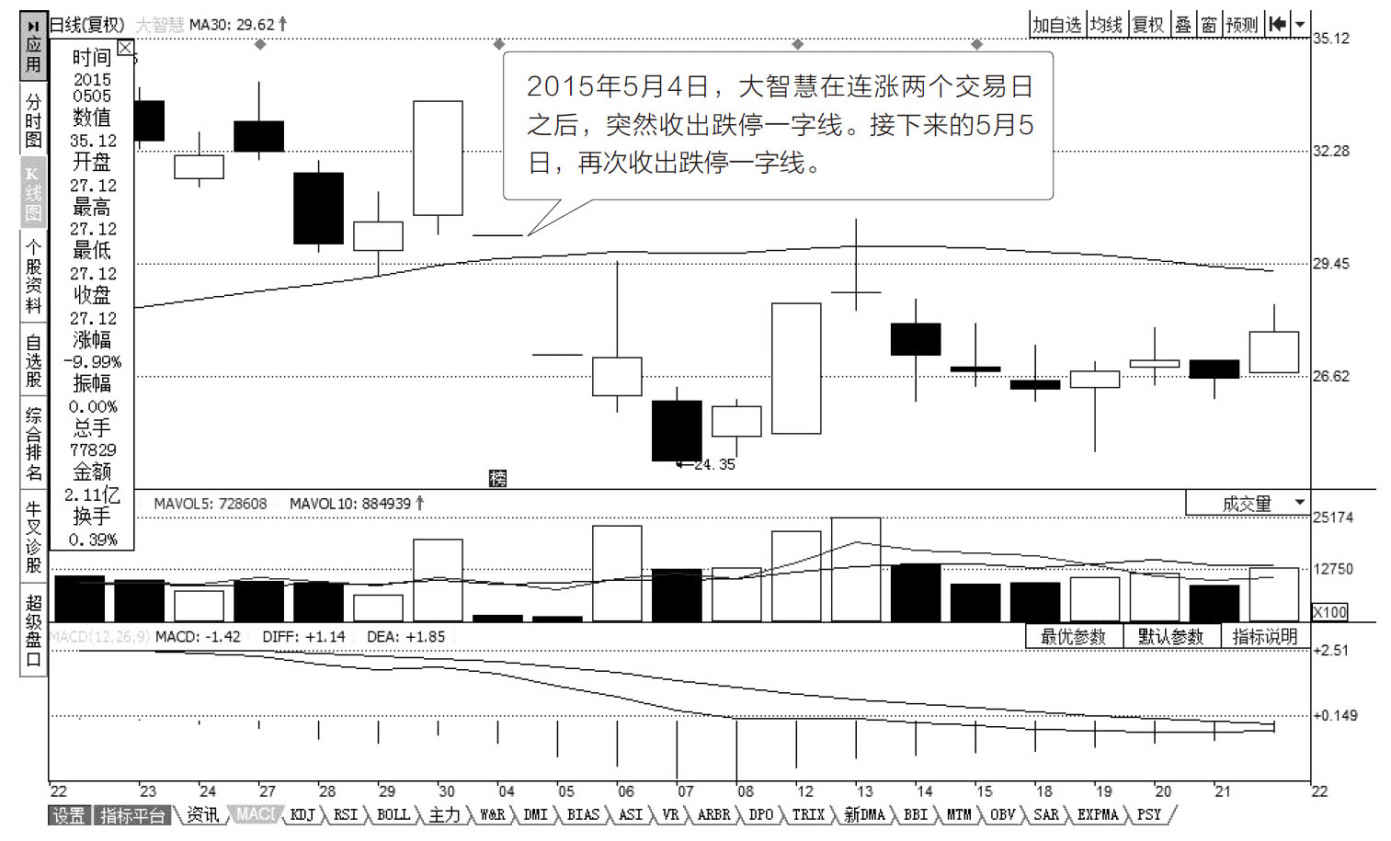 日线(复权) 大智慧 MA30: 29.62↑
加自选 均线 复权 叠 窗 预测
应用
分时图
K线图
个股资料
自选股
综合排名
牛叉诊股
超级盘口
时间
2015
0505
数值
35.12
开盘
27.12
最高
27.12
最低
27.12
收盘
27.12
涨幅
-9.99%
振幅
0.00%
总手
77829
金额
2.11亿
换手
0.39%
2015年5月4日，大智慧在连涨两个交易日
之后，突然收出跌停一字线。接下来的5月5
日，再次收出跌停一字线。
35.12
32.28
29.45
26.62
←24.35
榜
MAVOL5: 728608 MAVOL10: 884939↑
成交量
25174
12750
X100
MACD(12,26,9) MACD: -1.42 DIFF: +1.14 DEA: +1.85
最优参数 默认参数 指标说明
+2.51
+0.149
22 23 24 27 28 29 30 04 05 06 07 08 12 13 14 15 18 19 20 21 22
设置 指标平台 资讯 MACD KDJ RSI BOLL 主力 W&R DMI BIAS ASI VR ARBR DPO TRIX 新DMA BBI MTM OBV SAR EXPMA PSY